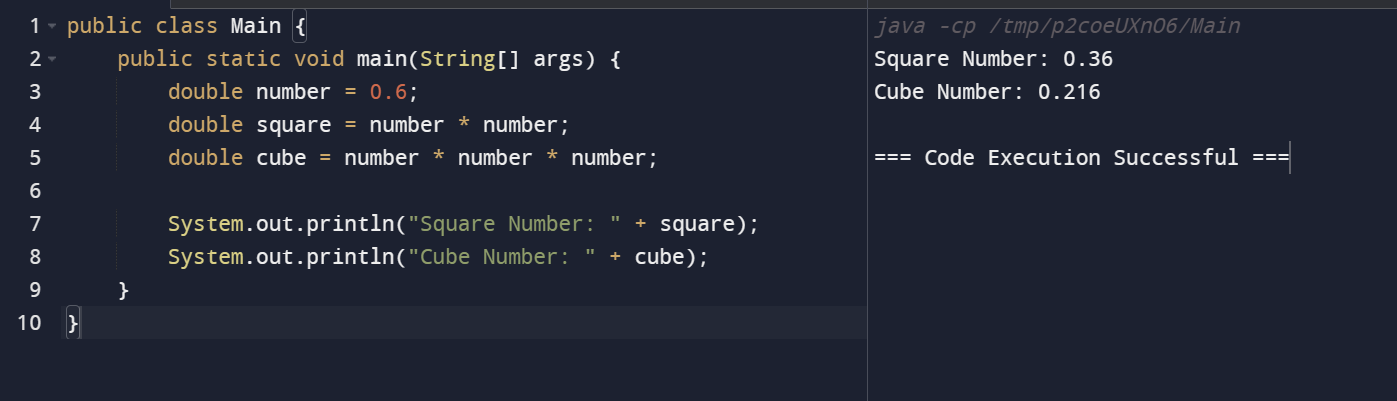 1 public class Main {
2     public static void main(String[] args) {
3         double number = 0.6;
4         double square = number * number;
5         double cube = number * number * number;
6
7         System.out.println("Square Number: " + square);
8         System.out.println("Cube Number: " + cube);
9     }
10 }
java -cp /tmp/p2coeUXnO6/Main
Square Number: 0.36
Cube Number: 0.216
=== Code Execution Successful ===